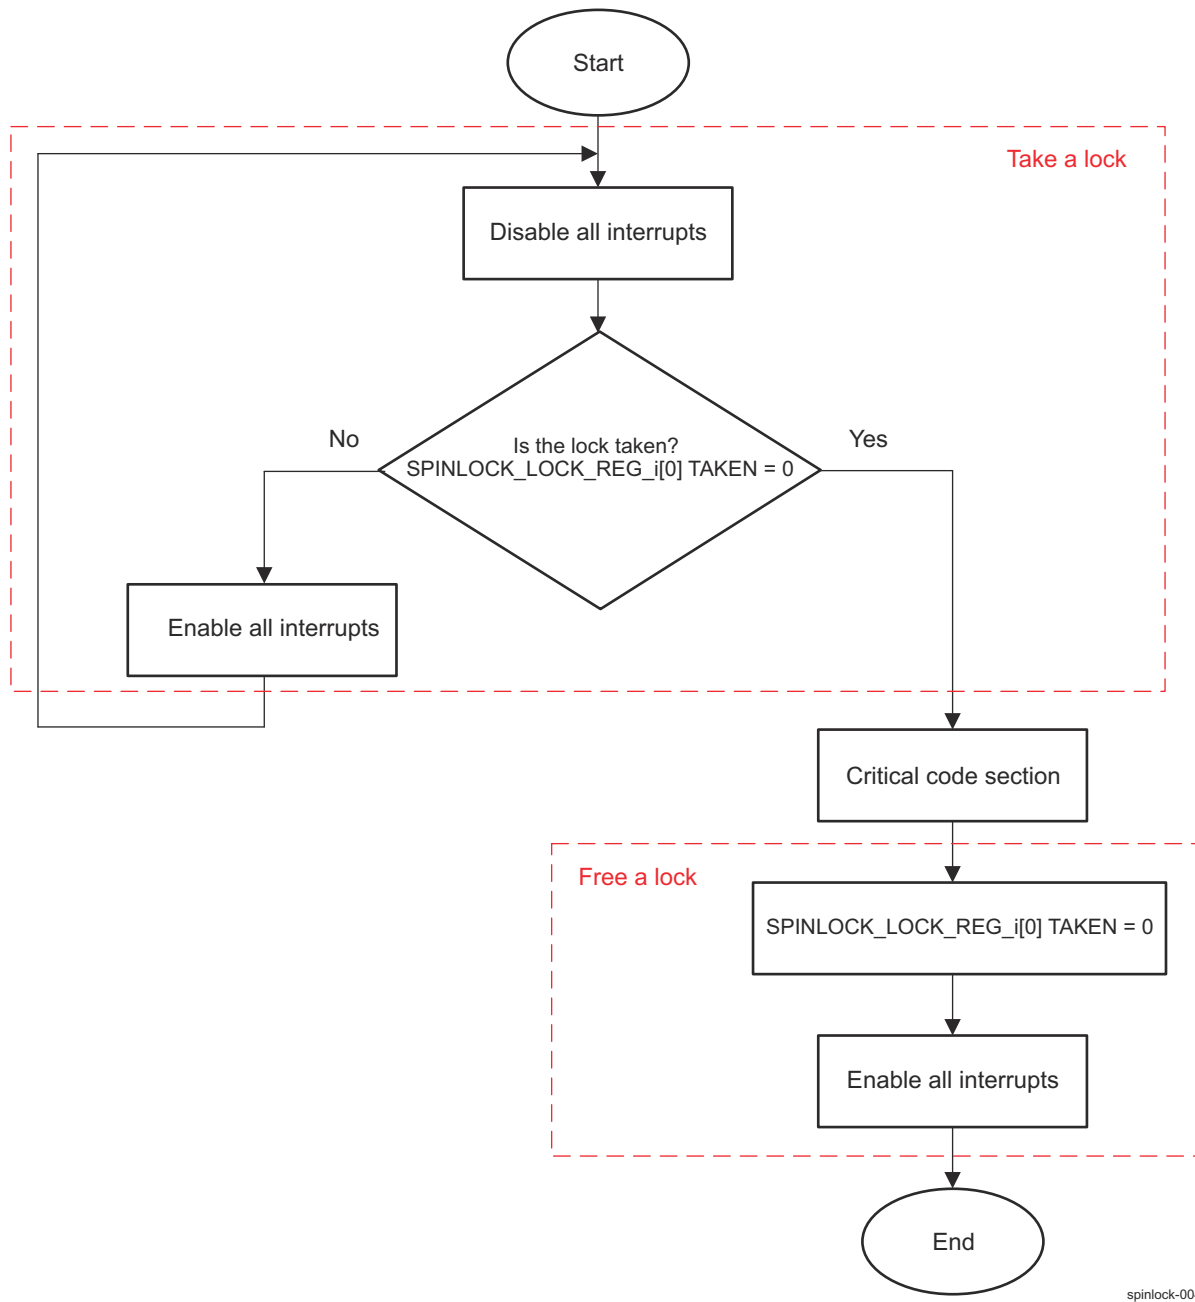 Start
Take a lock
Disable all interrupts
No
Yes
Is the lock taken?
SPINLOCK_LOCK_REG_i[0] TAKEN = 0
Enable all interrupts
Critical code section
Free a lock
SPINLOCK_LOCK_REG_i[0] TAKEN = 0
Enable all interrupts
End
spinlock-00